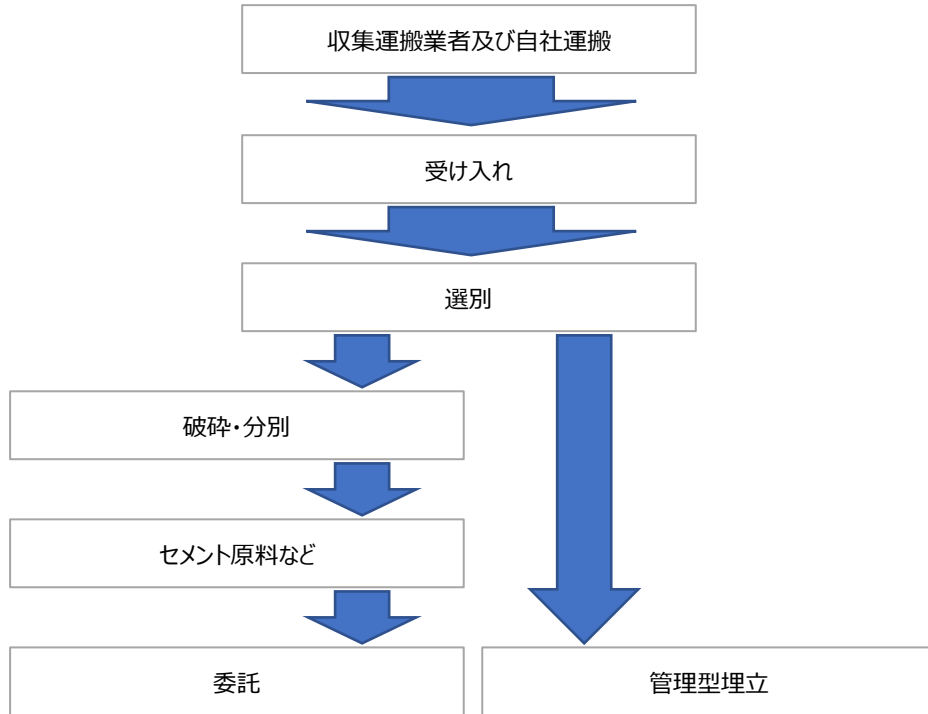 収集運搬業者及び自社運搬
受け入れ
選別
破砕・分別
セメント原料など
委託
管理型埋立